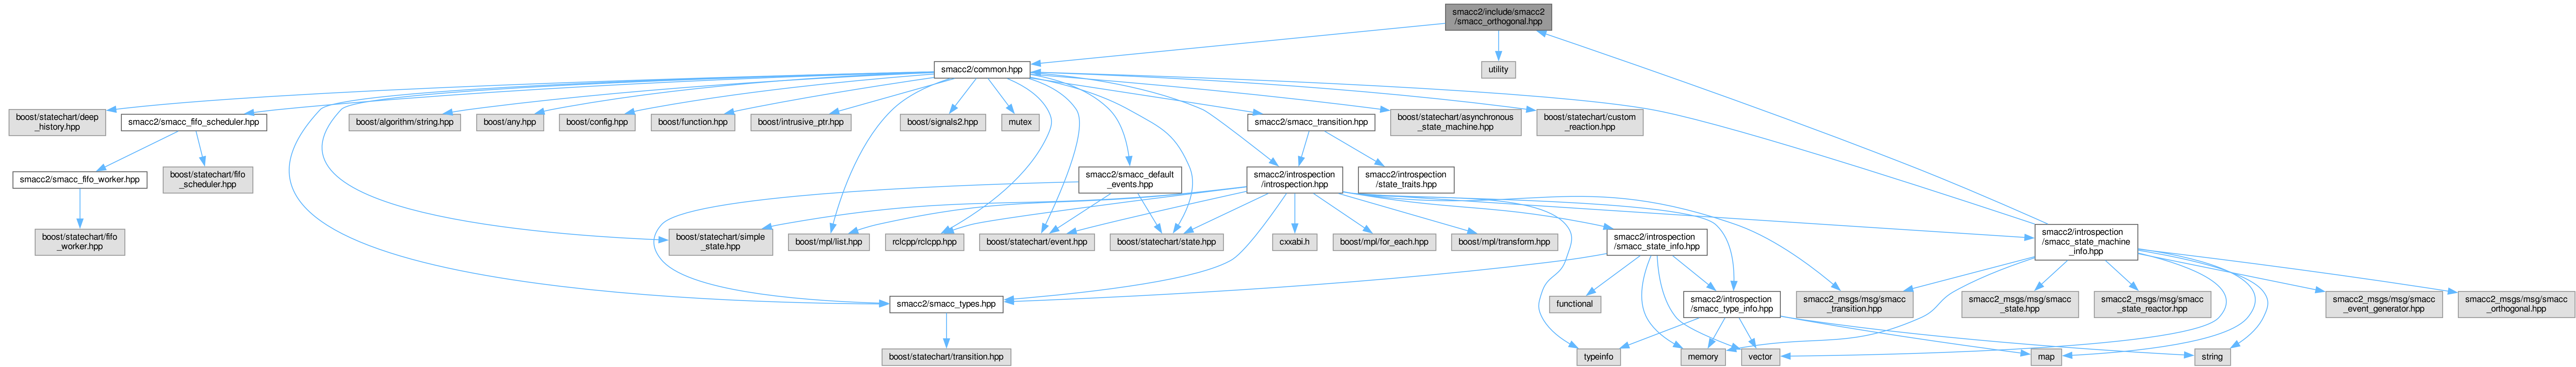 smacc2/include/smacc2
/smacc_orthogonal.hpp
smacc2/common.hpp
utility
boost/statechart/deep
_history.hpp
smacc2/smacc_fifo_scheduler.hpp
boost/algorithm/string.hpp
boost/any.hpp
boost/config.hpp
boost/function.hpp
boost/intrusive_ptr.hpp
boost/signals2.hpp
mutex
smacc2/smacc_transition.hpp
boost/statechart/asynchronous
_state_machine.hpp
boost/statechart/custom
_reaction.hpp
smacc2/smacc_fifo_worker.hpp
boost/statechart/fifo
_scheduler.hpp
smacc2/smacc_default
_events.hpp
smacc2/introspection
/introspection.hpp
smacc2/introspection
/state_traits.hpp
boost/statechart/fifo
_worker.hpp
boost/statechart/simple
_state.hpp
boost/mpl/list.hpp
rclcpp/rclcpp.hpp
boost/statechart/event.hpp
boost/statechart/state.hpp
cxxabi.h
boost/mpl/for_each.hpp
boost/mpl/transform.hpp
smacc2/introspection
/smacc_state_info.hpp
smacc2/introspection
/smacc_state_machine
_info.hpp
smacc2/smacc_types.hpp
functional
smacc2/introspection
/smacc_type_info.hpp
smacc2_msgs/msg/smacc
_transition.hpp
smacc2_msgs/msg/smacc
_state.hpp
smacc2_msgs/msg/smacc
_state_reactor.hpp
smacc2_msgs/msg/smacc
_event_generator.hpp
smacc2_msgs/msg/smacc
_orthogonal.hpp
boost/statechart/transition.hpp
typeinfo
memory
vector
map
string